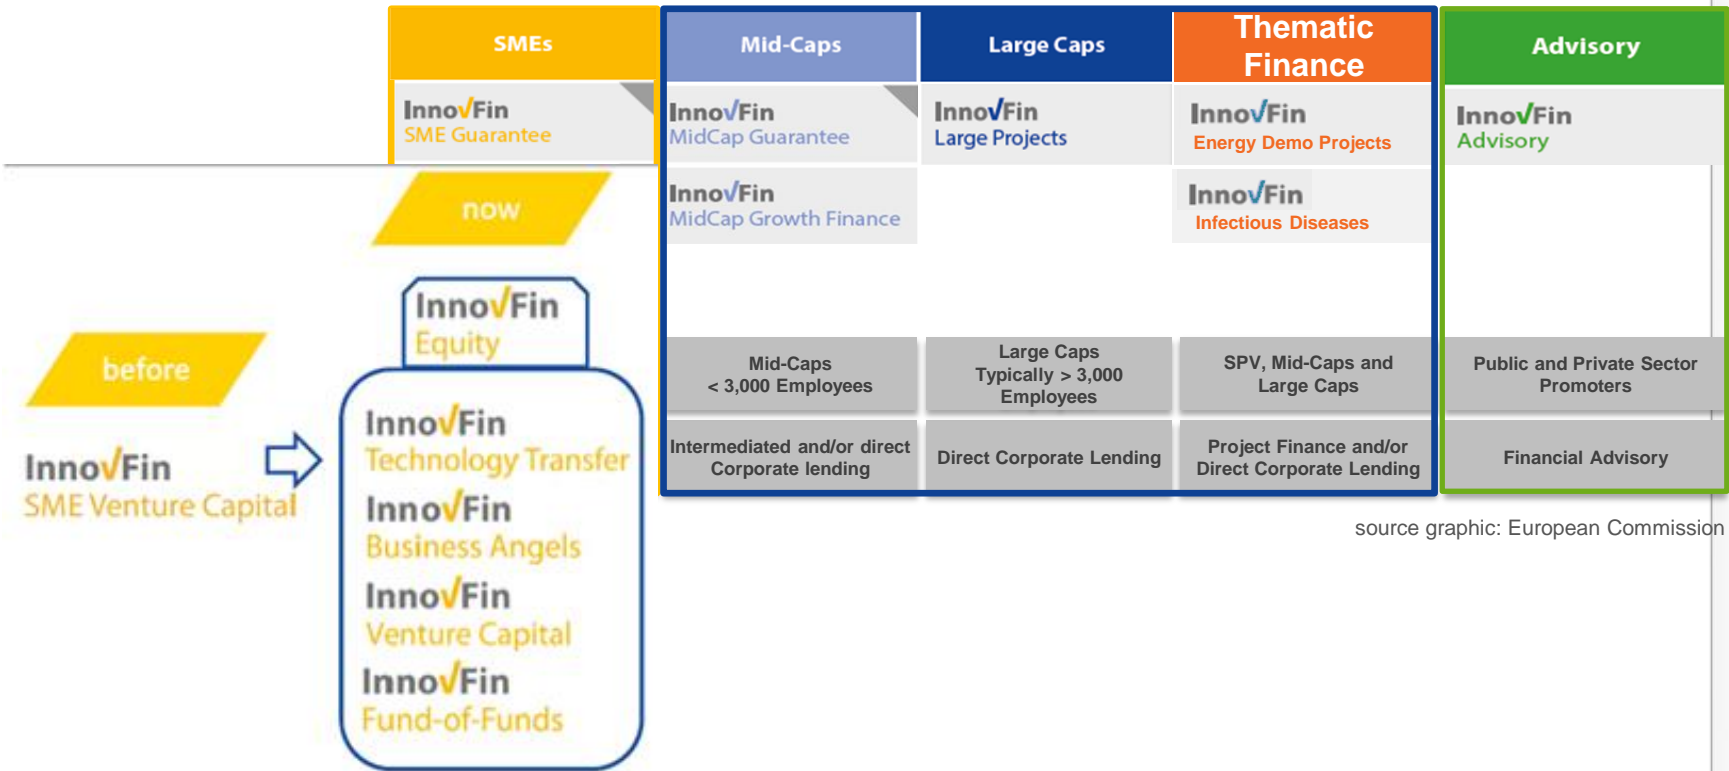 SMEs
Mid-Caps
Large Caps
Thematic
Finance
Advisory
InnovFin
SME Guarantee
InnovFin
MidCap Guarantee
InnovFin
Large Projects
InnovFin
Energy Demo Projects
InnovFin
Advisory
now
InnovFin
MidCap Growth Finance
InnovFin
Infectious Diseases
before
InnovFin
SME Venture Capital
InnovFin
Equity
InnovFin
Technology Transfer
InnovFin
Business Angels
InnovFin
Venture Capital
InnovFin
Fund-of-Funds
Mid-Caps
< 3,000 Employees
Large Caps
Typically > 3,000
Employees
SPV, Mid-Caps and
Large Caps
Public and Private Sector
Promoters
Intermediated and/or direct
Corporate lending
Direct Corporate Lending
Project Finance and/or
Direct Corporate Lending
Financial Advisory
source graphic: European Commission